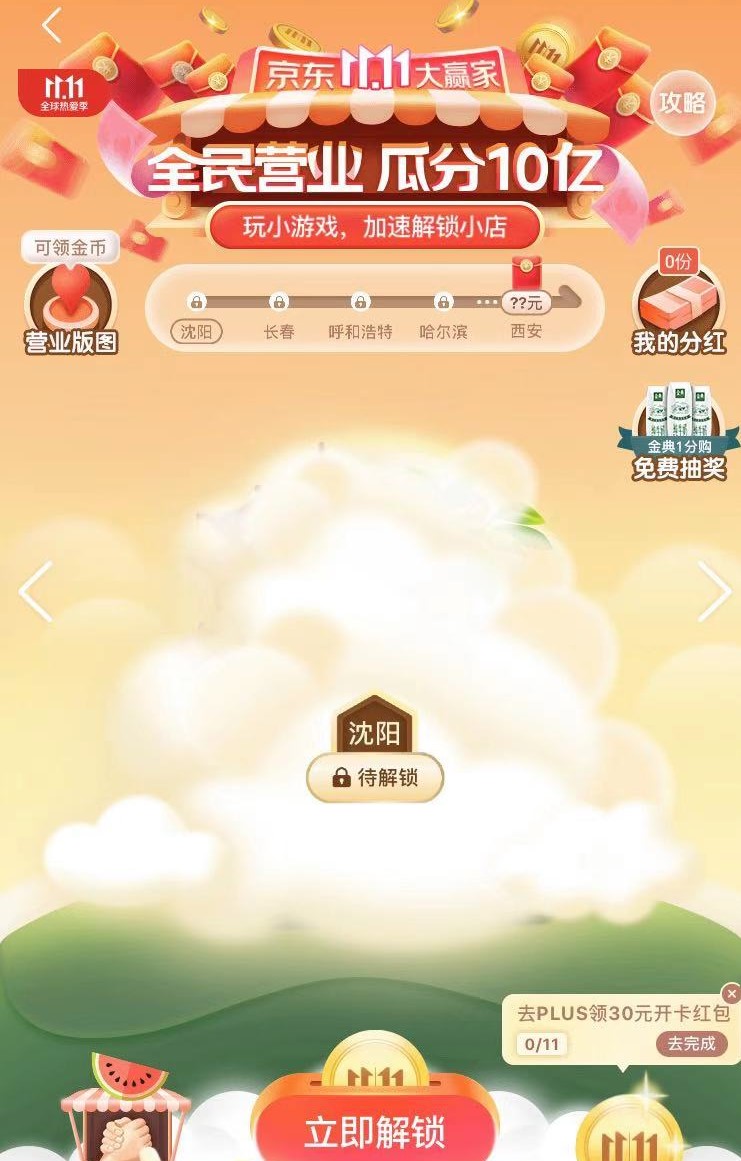 京东11.11大赢家
11.11
全球热爱季
攻略
全民营业 瓜分10亿
玩小游戏，加速解锁小店
可领金币
营业版图
0份
我的分红
??元
沈阳
长春
呼和浩特
哈尔滨
西安
金典1分购
免费抽奖
沈阳
待解锁
去PLUS领30元开卡红包
0/11
去完成
11.11
立即解锁
11.11